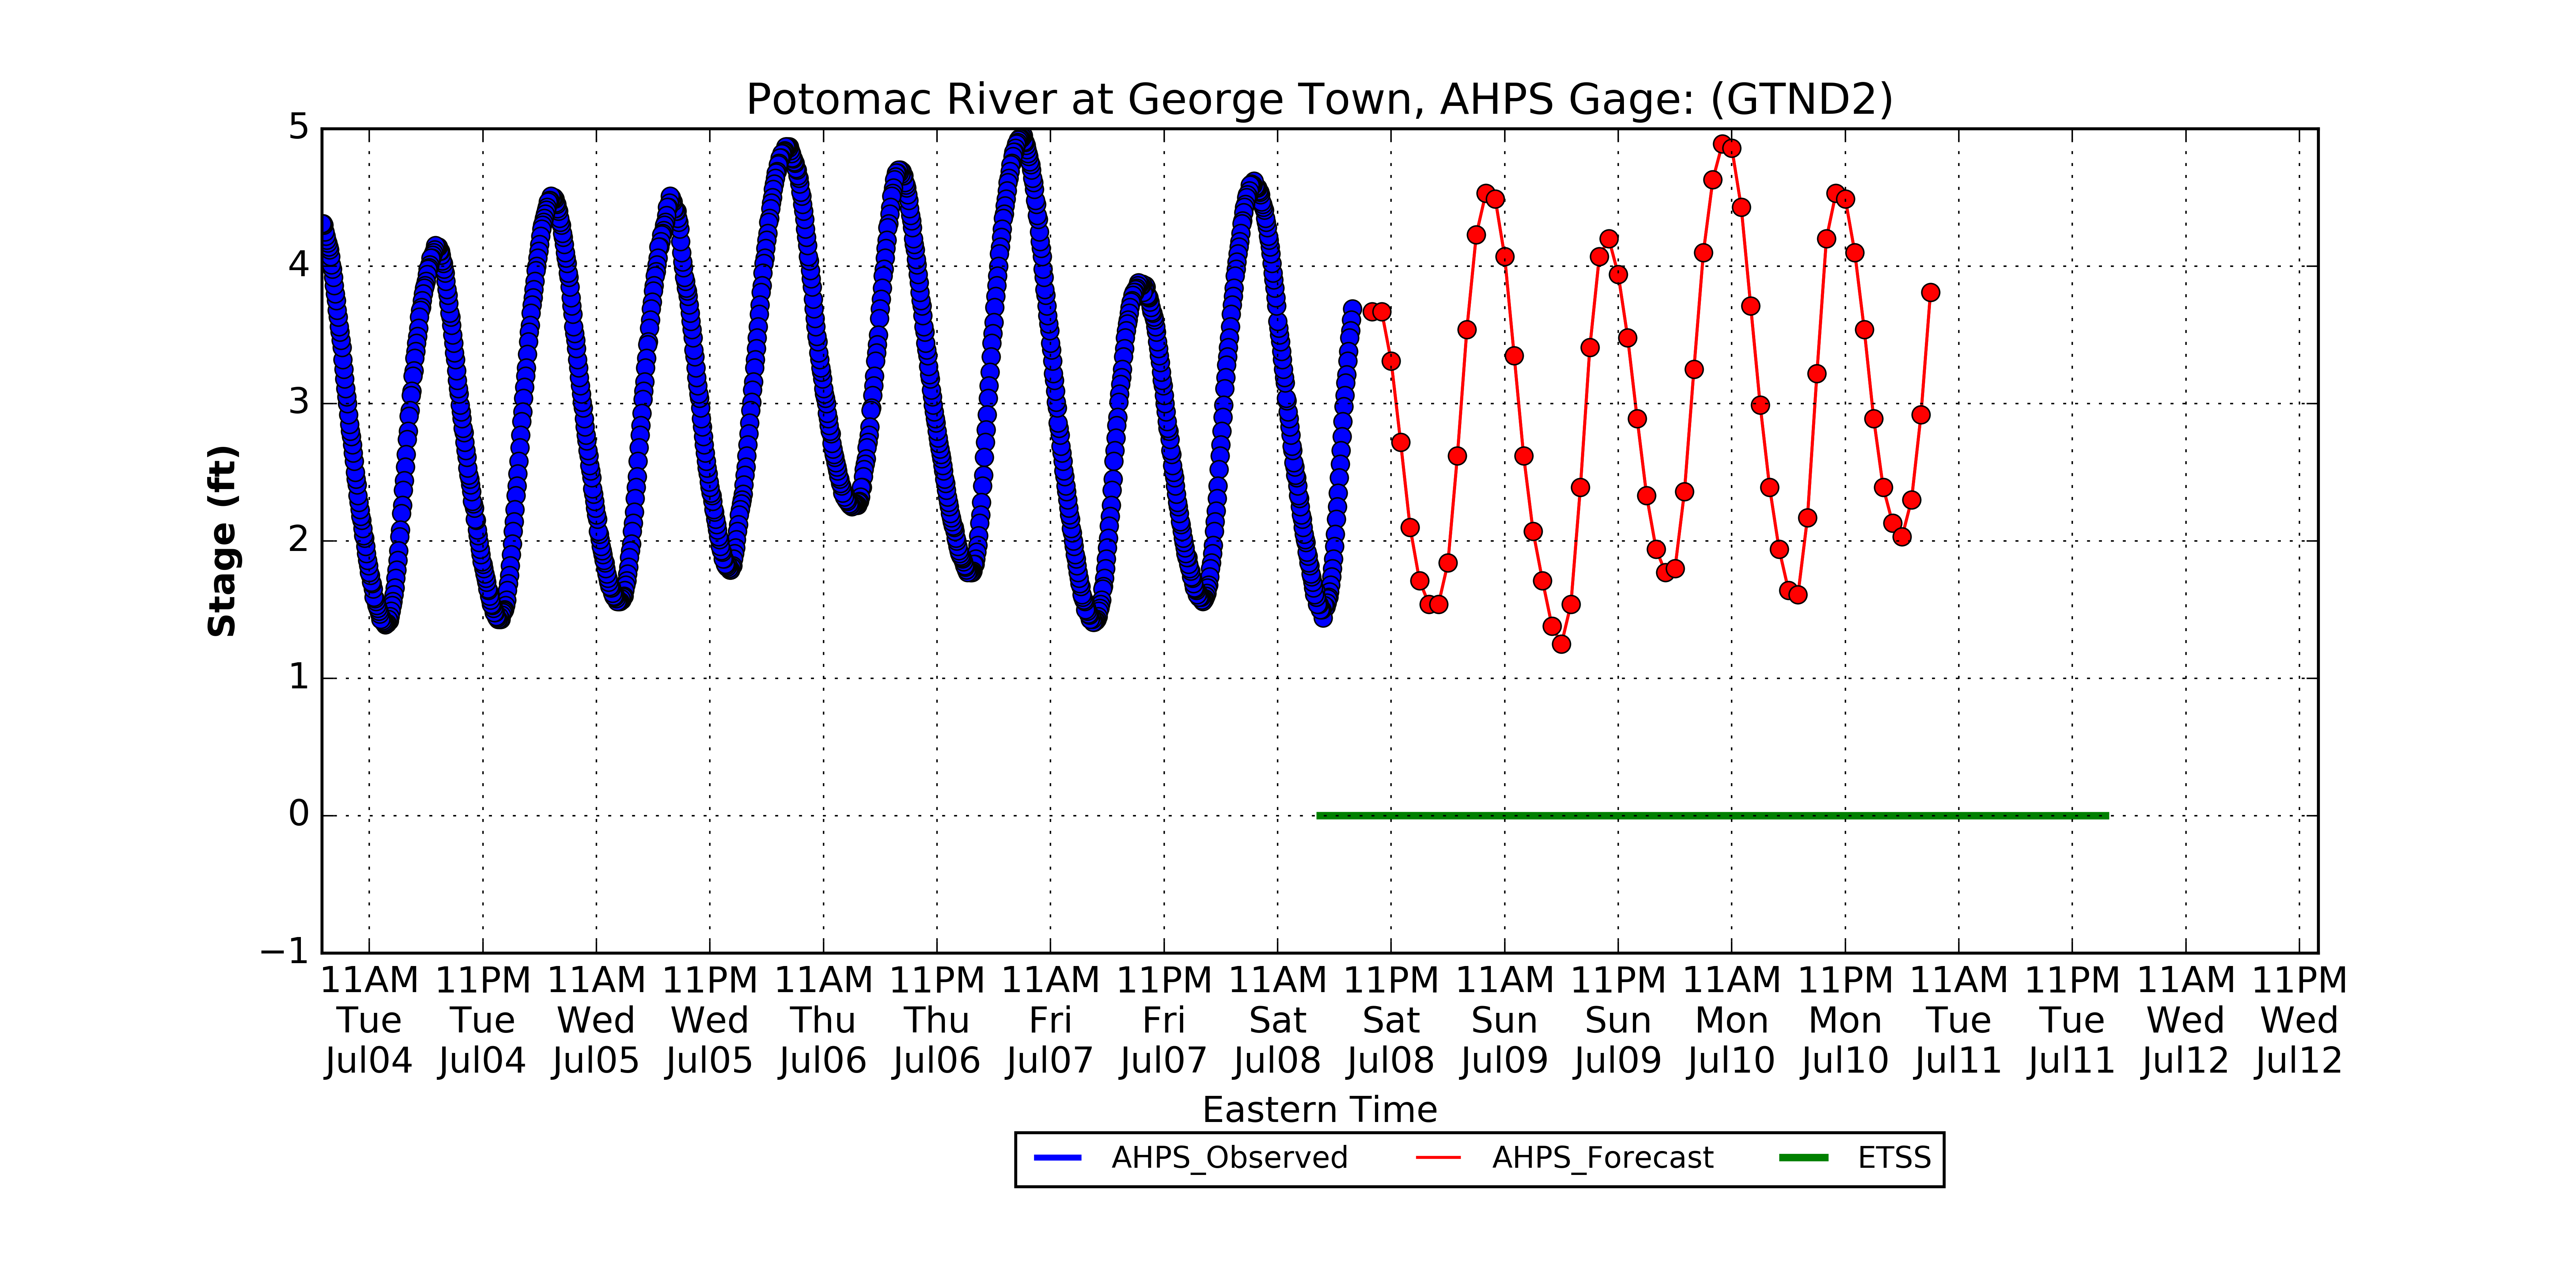 Potomac River at George Town, AHPS Gage: (GTND2)
5
4
3
2
1
0
−1
Stage (ft)
11AM 11PM 11AM 11PM 11AM 11PM 11AM 11PM 11AM 11PM 11AM 11PM 11AM 11PM 11AM 11PM 11AM 11PM
Tue Tue Wed Wed Thu Thu Fri Fri Sat Sat Sun Sun Mon Mon Tue Tue Wed Wed
Jul04 Jul04 Jul05 Jul05 Jul06 Jul06 Jul07 Jul07 Jul08 Jul08 Jul09 Jul09 Jul10 Jul10 Jul11 Jul11 Jul12 Jul12
Eastern Time
AHPS_Observed AHPS_Forecast ETSS